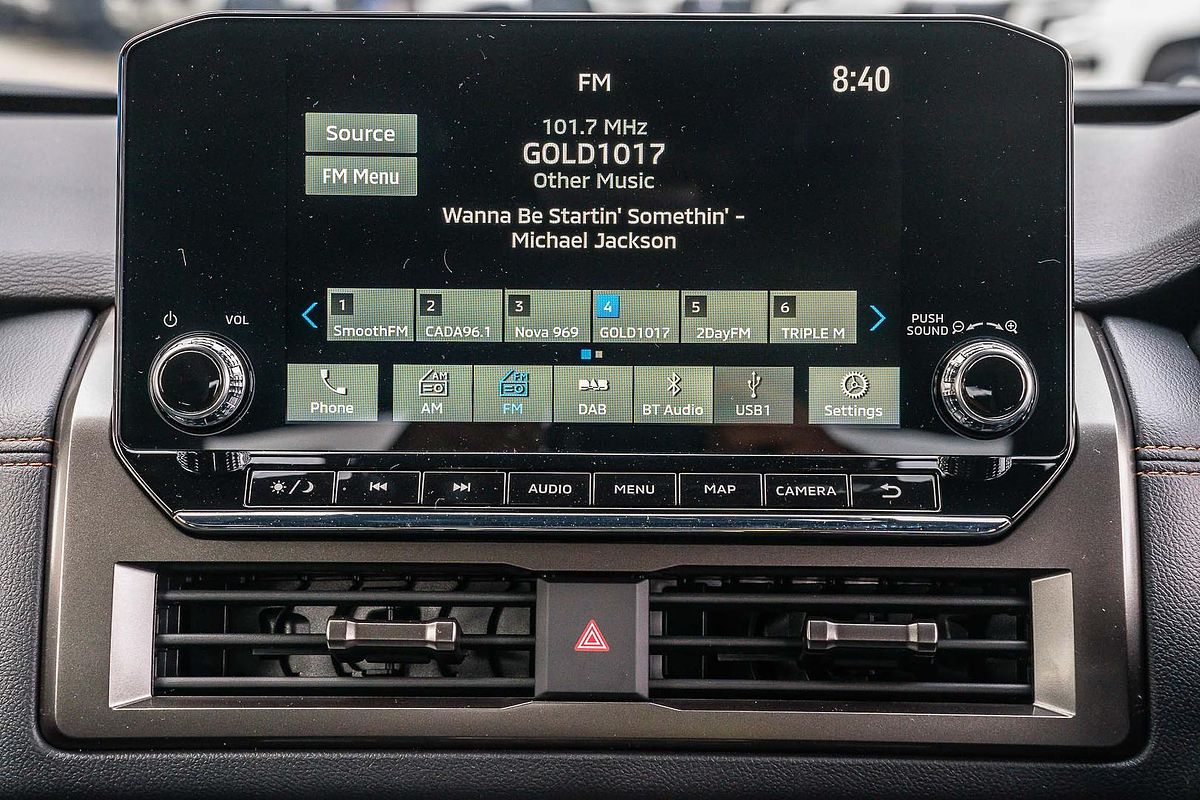 FM
8:40
Source
FM Menu
101.7 MHz
GOLD1017
Other Music
Wanna Be Startin' Somethin' -
Michael Jackson
1
SmoothFM
2
CADA96.1
3
Nova 969
4
GOLD1017
5
2DayFM
6
TRIPLE M
VOL
PUSH
SOUND
Phone
AM
AM
FM
FM
DAB
DAB
BT Audio
USB1
Settings
AUDIO
MENU
MAP
CAMERA